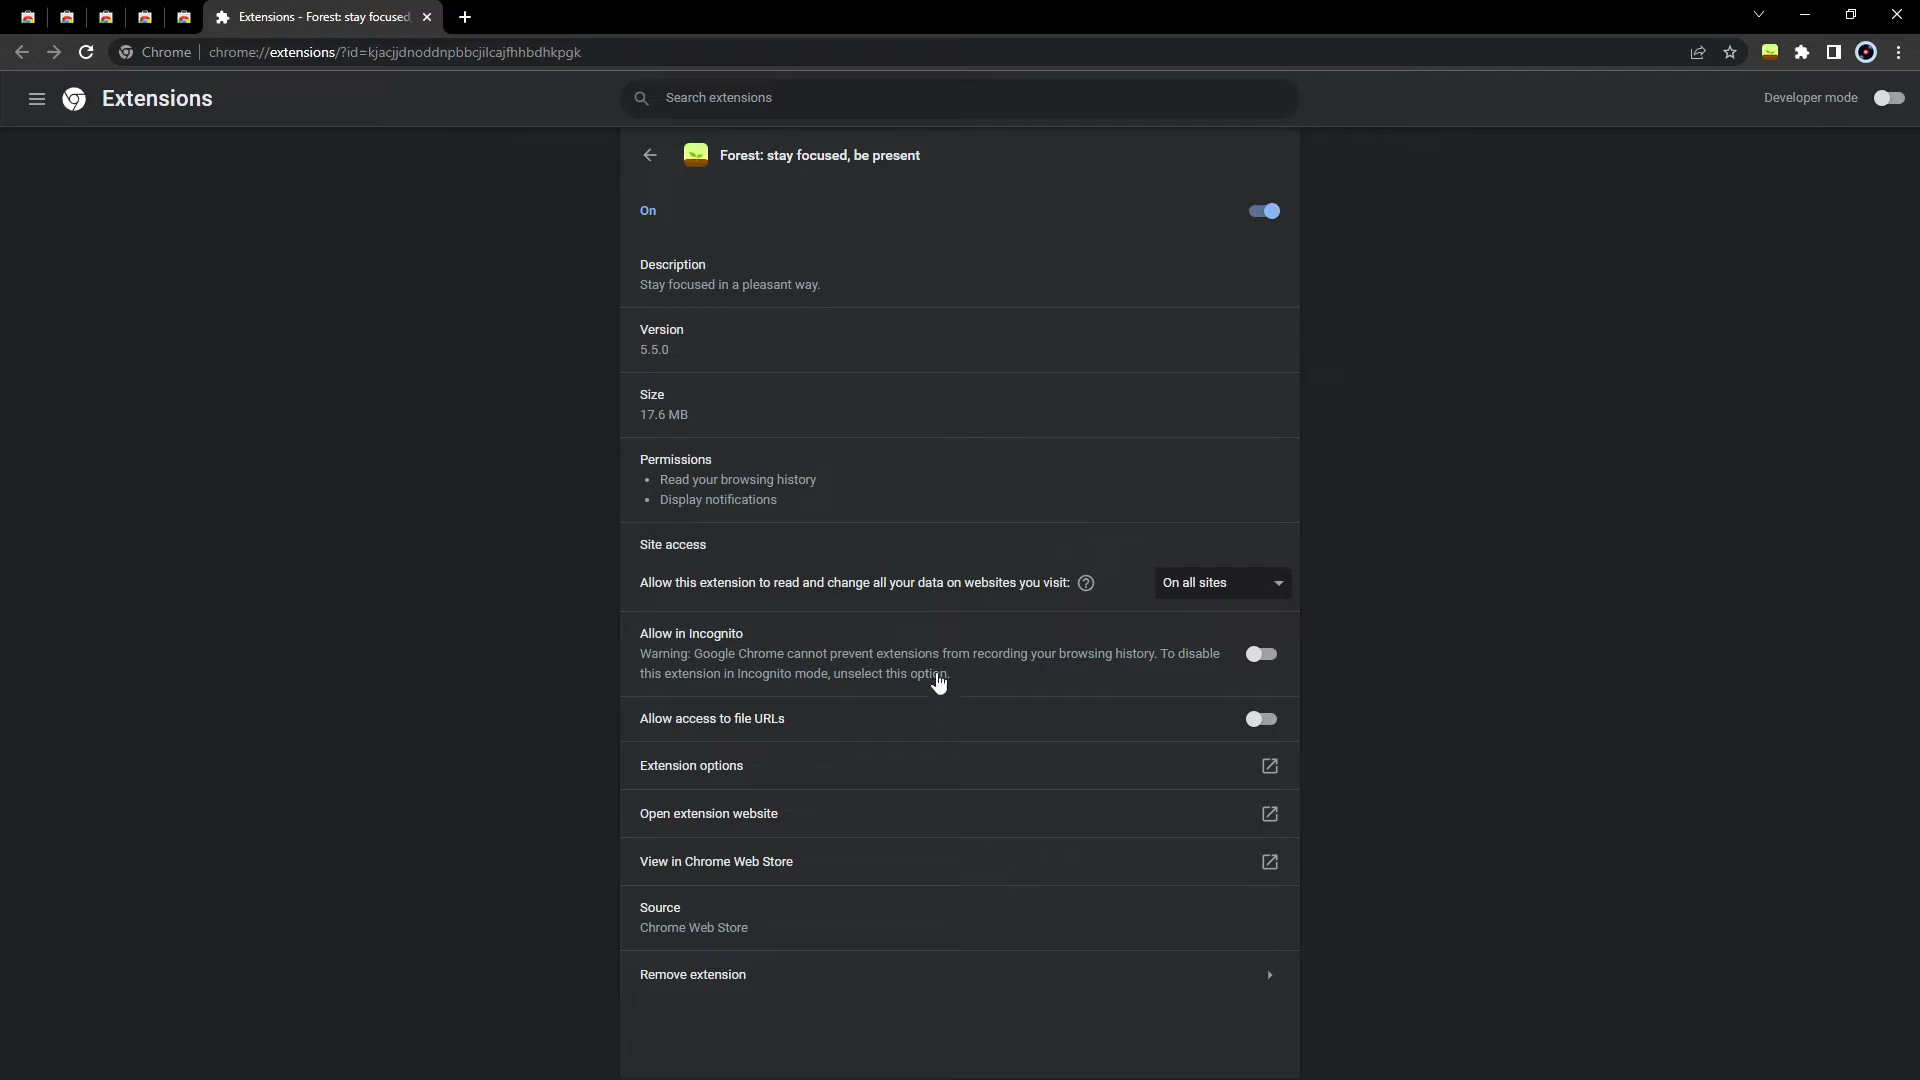 Extensions - Forest: stay focused,
Chrome
chrome://extensions/?id=kjacjjdnoddnpbbcjilcajfhhbdhkpgk
Extensions
Search extensions
Developer mode
Forest: stay focused, be present
On
Description
Stay focused in a pleasant way.
Version
5.5.0
Size
17.6 MB
Permissions
• Read your browsing history
• Display notifications
Site access
Allow this extension to read and change all your data on websites you visit:
On all sites
Allow in Incognito
Warning: Google Chrome cannot prevent extensions from recording your browsing history. To disable
this extension in Incognito mode, unselect this option.
Allow access to file URLs
Extension options
Open extension website
View in Chrome Web Store
Source
Chrome Web Store
Remove extension